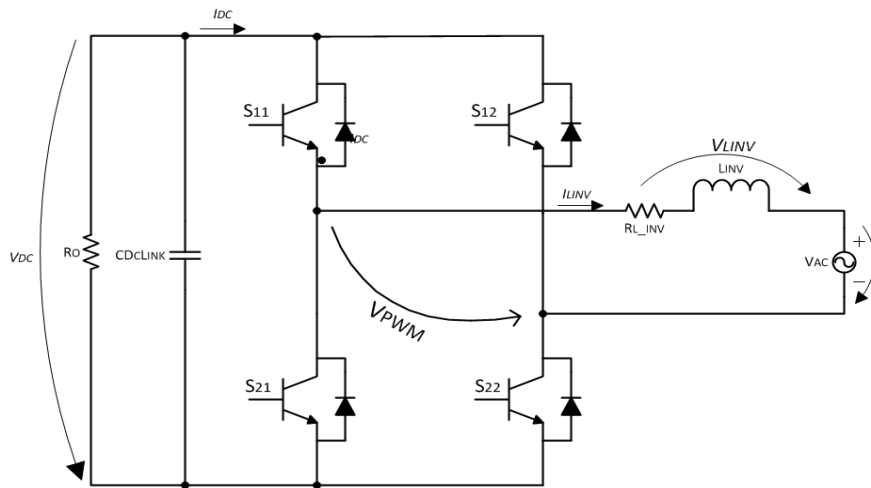 IDC
S11
IDC
S12
VLINV
LINV
ILINV
RL_INV
VDC
RO
CDCLINK
VAC
+
−
VPWM
S21
S22